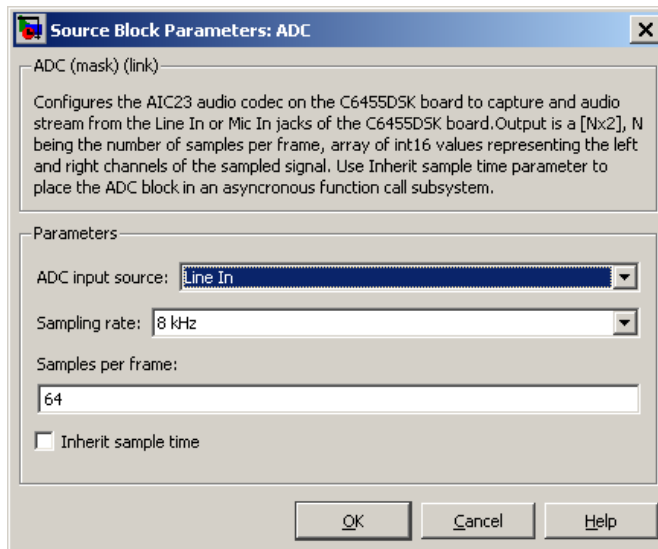 Source Block Parameters: ADC
ADC (mask) (link)
Configures the AIC23 audio codec on the C6455DSK board to capture and audio
stream from the Line In or Mic In jacks of the C6455DSK board.Output is a [Nx2], N
being the number of samples per frame, array of int16 values representing the left
and right channels of the sampled signal. Use Inherit sample time parameter to
place the ADC block in an asyncronous function call subsystem.
Parameters
ADC input source: Line In
Sampling rate: 8 kHz
Samples per frame:
64
Inherit sample time
OK Cancel Help